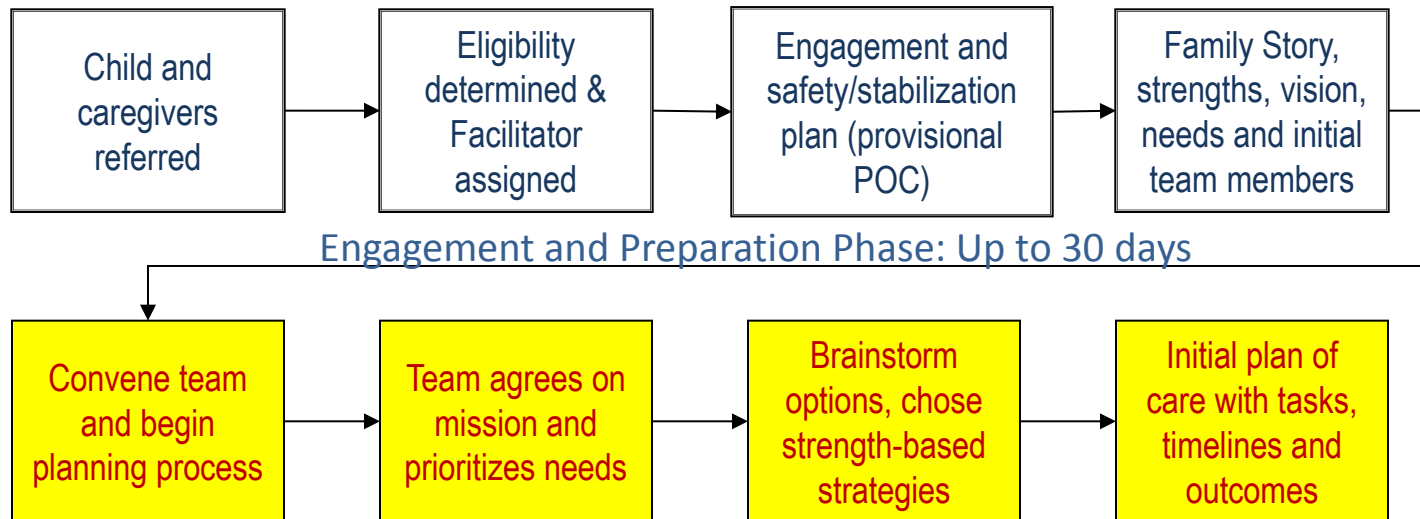 Child and
caregivers
referred
Eligibility
determined &
Facilitator
assigned
Engagement and
safety/stabilization
plan (provisional
POC)
Family Story,
strengths, vision,
needs and initial
team members
Engagement and Preparation Phase: Up to 30 days
Convene team
and begin
planning process
Team agrees on
mission and
prioritizes needs
Brainstorm
options, chose
strength-based
strategies
Initial plan of
care with tasks,
timelines and
outcomes